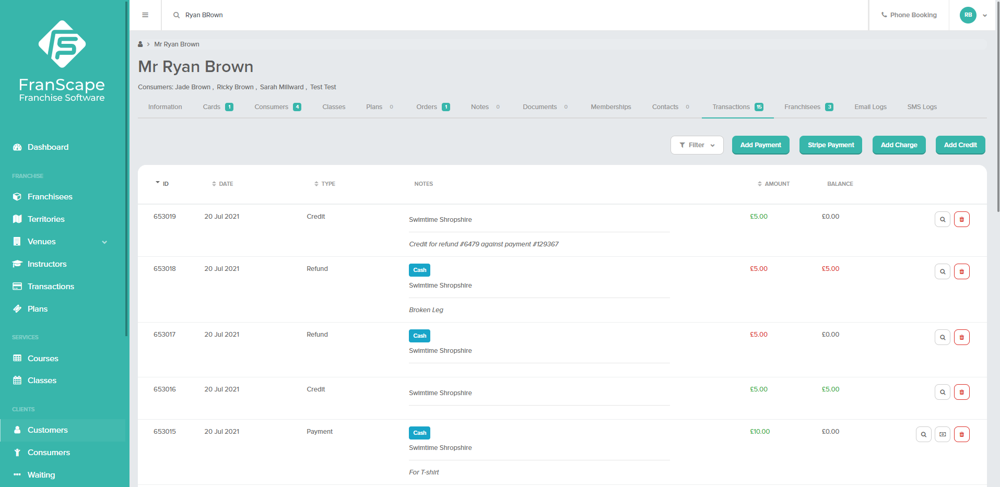 FranScape
Franchise Software
Dashboard
FRANCHISE
Franchisees
Territories
Venues
Instructors
Transactions
Plans
SERVICES
Courses
Classes
CLIENTS
Customers
Consumers
Waiting
Ryan BRown
Phone Booking
RB
Mr Ryan Brown
Mr Ryan Brown
Consumers: Jade Brown , Ricky Brown , Sarah Millward , Test Test
Information Cards 1 Consumers 4 Classes Plans 0 Orders 1 Notes 0 Documents 0 Memberships Contacts 0 Transactions 15 Franchisees 3 Email Logs SMS Logs
Filter Add Payment Stripe Payment Add Charge Add Credit
ID DATE TYPE NOTES AMOUNT BALANCE
653019 20 Jul 2021 Credit Swimtime Shropshire £5.00 £0.00
Credit for refund #6479 against payment #129367
653018 20 Jul 2021 Refund Cash £5.00 £5.00
Swimtime Shropshire
Broken Leg
653017 20 Jul 2021 Refund Cash £5.00 £0.00
Swimtime Shropshire
653016 20 Jul 2021 Credit Swimtime Shropshire £5.00 £5.00
653015 20 Jul 2021 Payment Cash £10.00 £0.00
Swimtime Shropshire
For T-shirt